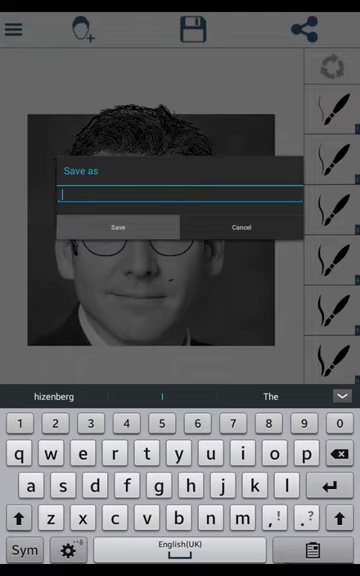 Save as
Save Cancel
hizenberg I The
1 2 3 4 5 6 7 8 9 0
q w e r t y u i o p
a s d f g h j k l
z x c v b n m , ! . ?
Sym English(UK)